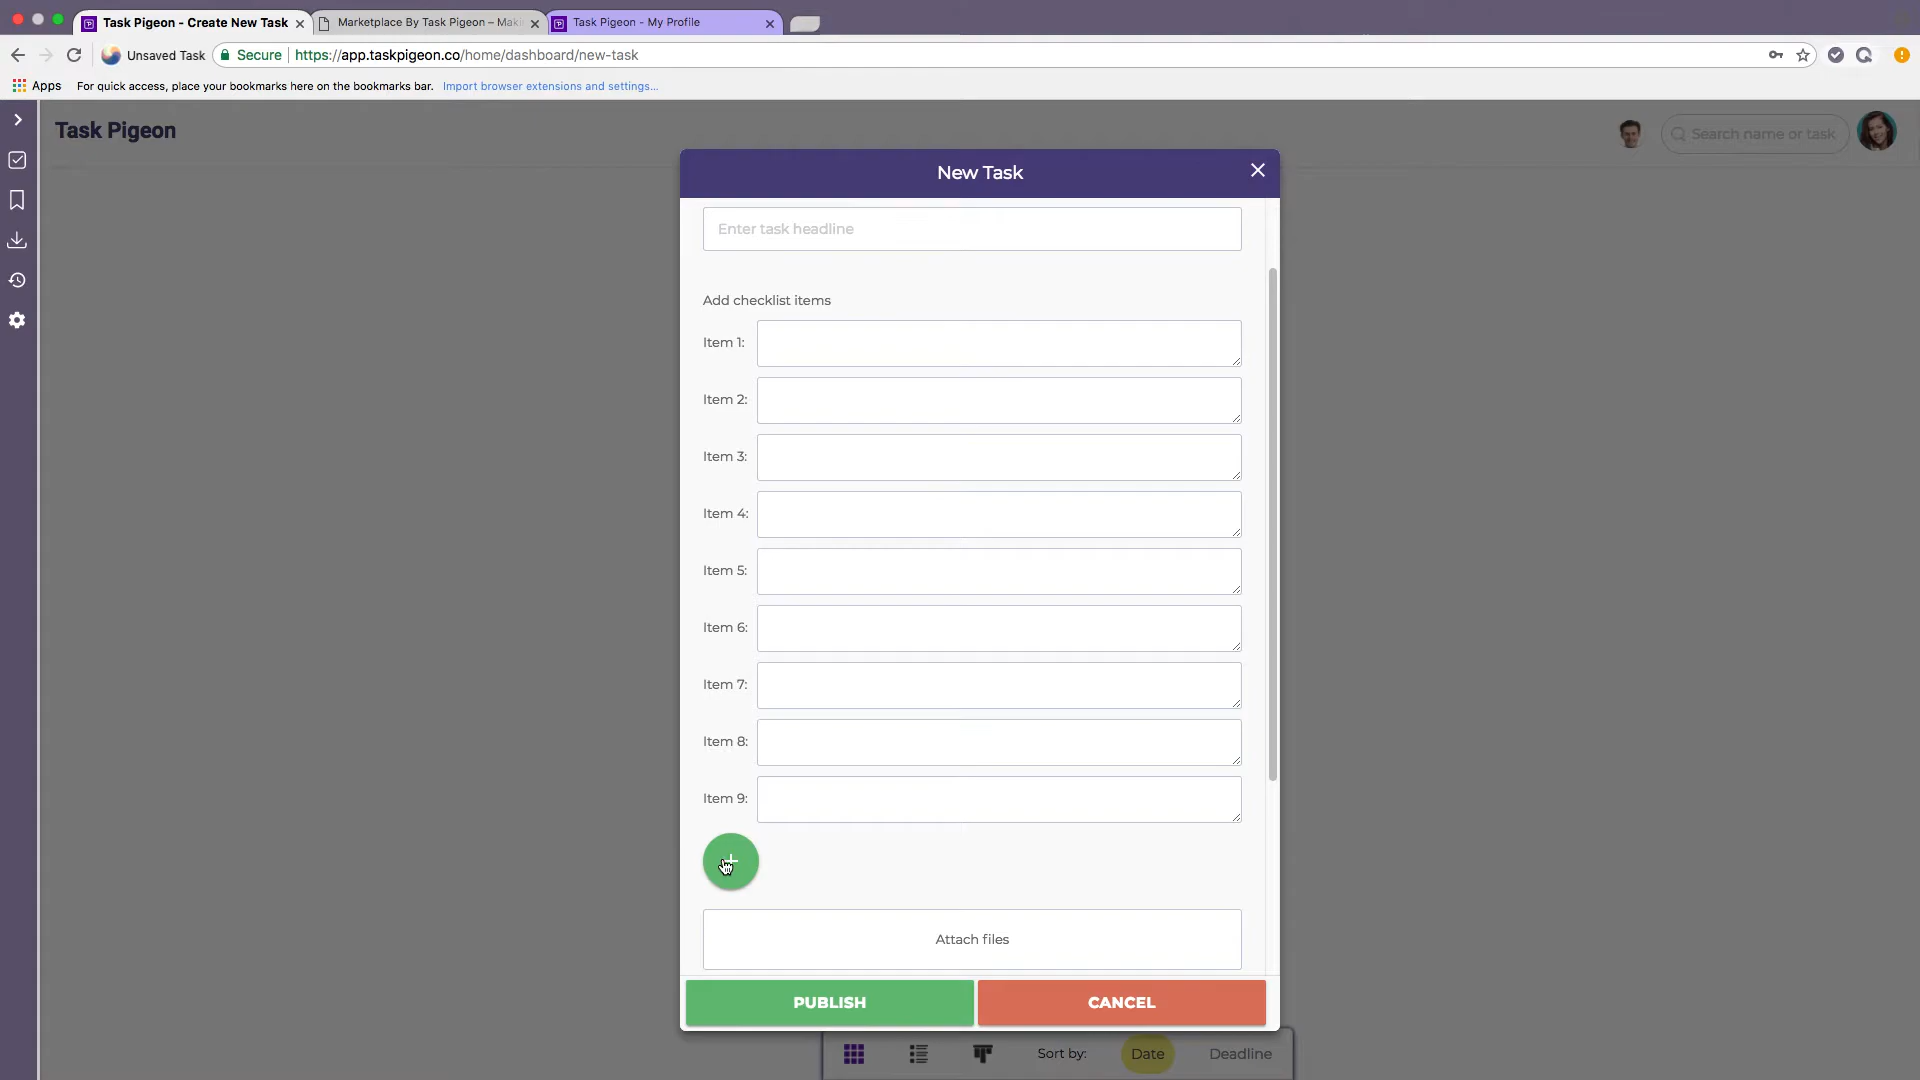 Task Pigeon - Create New Task
Marketplace By Task Pigeon – Maki
Task Pigeon - My Profile
Unsaved Task
Secure
https://app.taskpigeon.co/home/dashboard/new-task
Apps
For quick access, place your bookmarks here on the bookmarks bar.
Import browser extensions and settings...
Task Pigeon
Search name or task
New Task
Enter task headline
Add checklist items
Item 1:
Item 2:
Item 3:
Item 4:
Item 5:
Item 6:
Item 7:
Item 8:
Item 9:
Attach files
PUBLISH
CANCEL
Sort by:
Date
Deadline